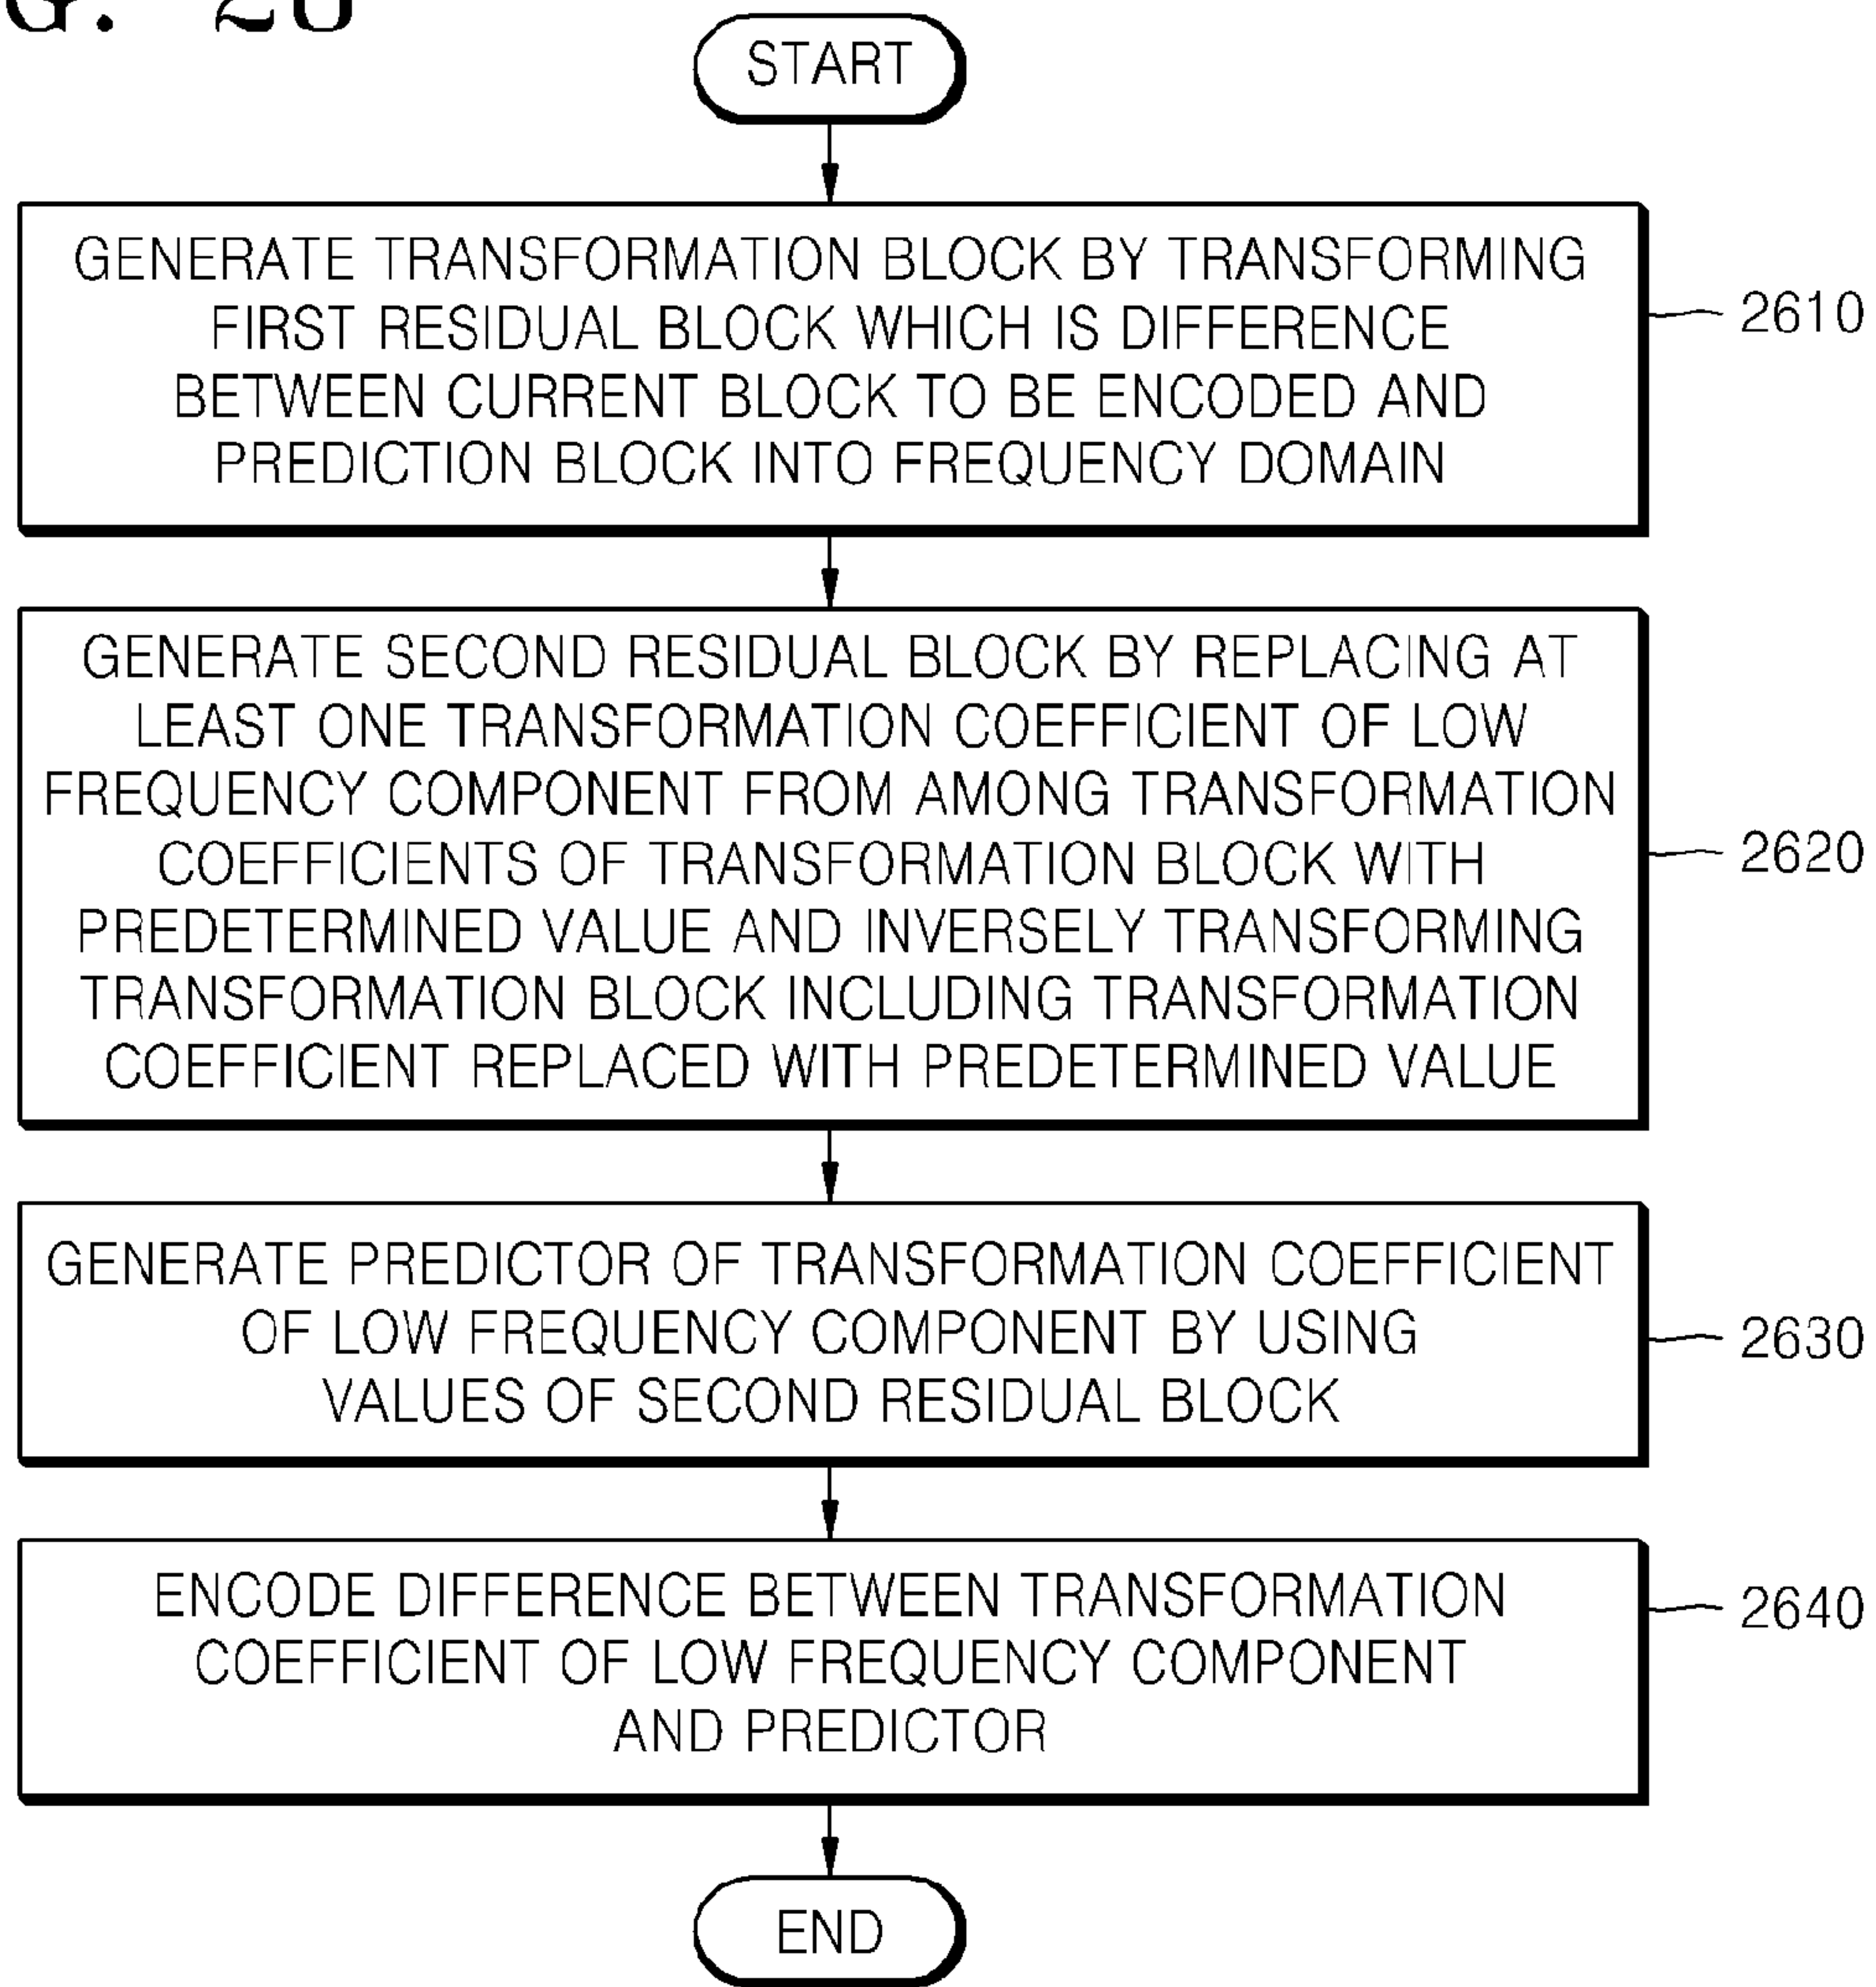 START
GENERATE TRANSFORMATION BLOCK BY TRANSFORMING
FIRST RESIDUAL BLOCK WHICH IS DIFFERENCE
BETWEEN CURRENT BLOCK TO BE ENCODED AND
PREDICTION BLOCK INTO FREQUENCY DOMAIN
2610
GENERATE SECOND RESIDUAL BLOCK BY REPLACING AT
LEAST ONE TRANSFORMATION COEFFICIENT OF LOW
FREQUENCY COMPONENT FROM AMONG TRANSFORMATION
COEFFICIENTS OF TRANSFORMATION BLOCK WITH
PREDETERMINED VALUE AND INVERSELY TRANSFORMING
TRANSFORMATION BLOCK INCLUDING TRANSFORMATION
COEFFICIENT REPLACED WITH PREDETERMINED VALUE
2620
GENERATE PREDICTOR OF TRANSFORMATION COEFFICIENT
OF LOW FREQUENCY COMPONENT BY USING
VALUES OF SECOND RESIDUAL BLOCK
2630
ENCODE DIFFERENCE BETWEEN TRANSFORMATION
COEFFICIENT OF LOW FREQUENCY COMPONENT
AND PREDICTOR
2640
END